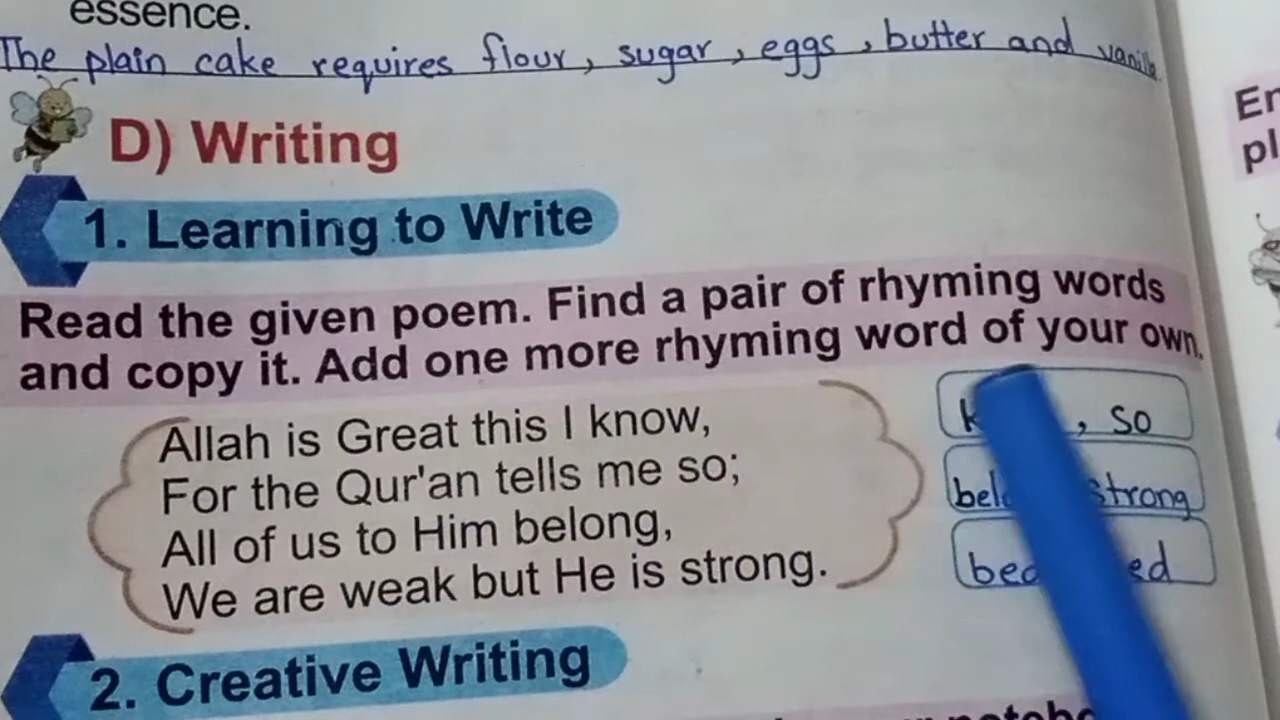 essence.
The plain cake requires flour, sugar, eggs, butter and vanilla
D) Writing
1. Learning to Write
Read the given poem. Find a pair of rhyming words
and copy it. Add one more rhyming word of your own.
Allah is Great this I know,
For the Qur'an tells me so;
All of us to Him belong,
We are weak but He is strong.
, so
strong
2. Creative Writing